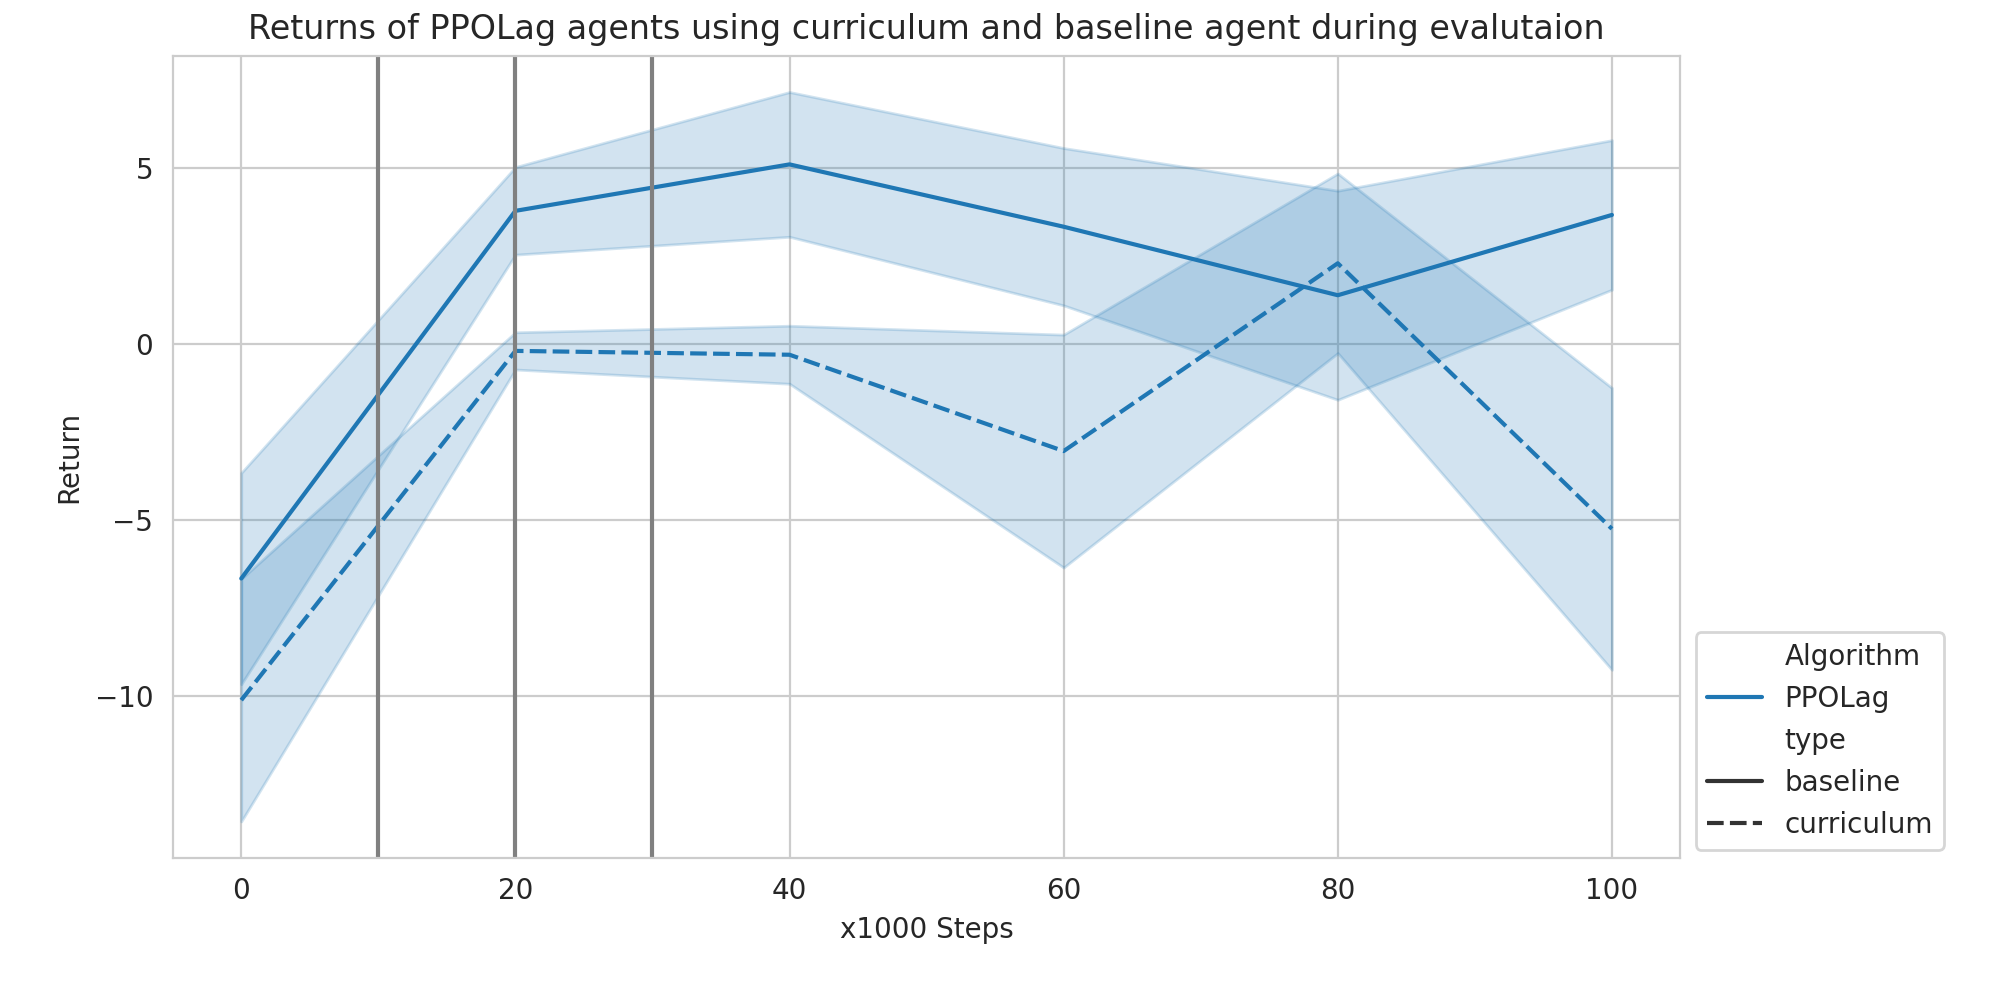 Returns of PPOLag agents using curriculum and baseline agent during evalutaion
5
0
−5
−10
Return
0 20 40 60 80 100
x1000 Steps
Algorithm
PPOLag
type
baseline
curriculum